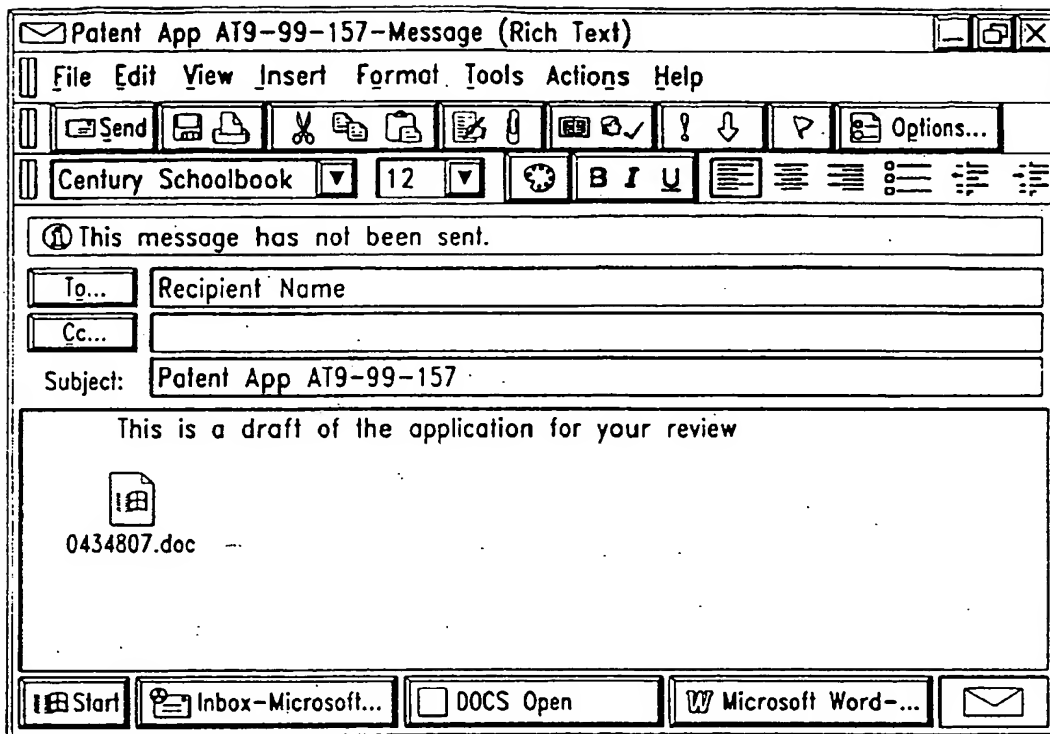 Patent App AT9-99-157-Message (Rich Text)
File Edit View Insert Format Tools Actions Help
Send Options...
Century Schoolbook 12 B I U
This message has not been sent.
To... Recipient Name
Cc...
Subject: Patent App AT9-99-157
This is a draft of the application for your review
0434807.doc
Start Inbox-Microsoft... DOCS Open W Microsoft Word-...